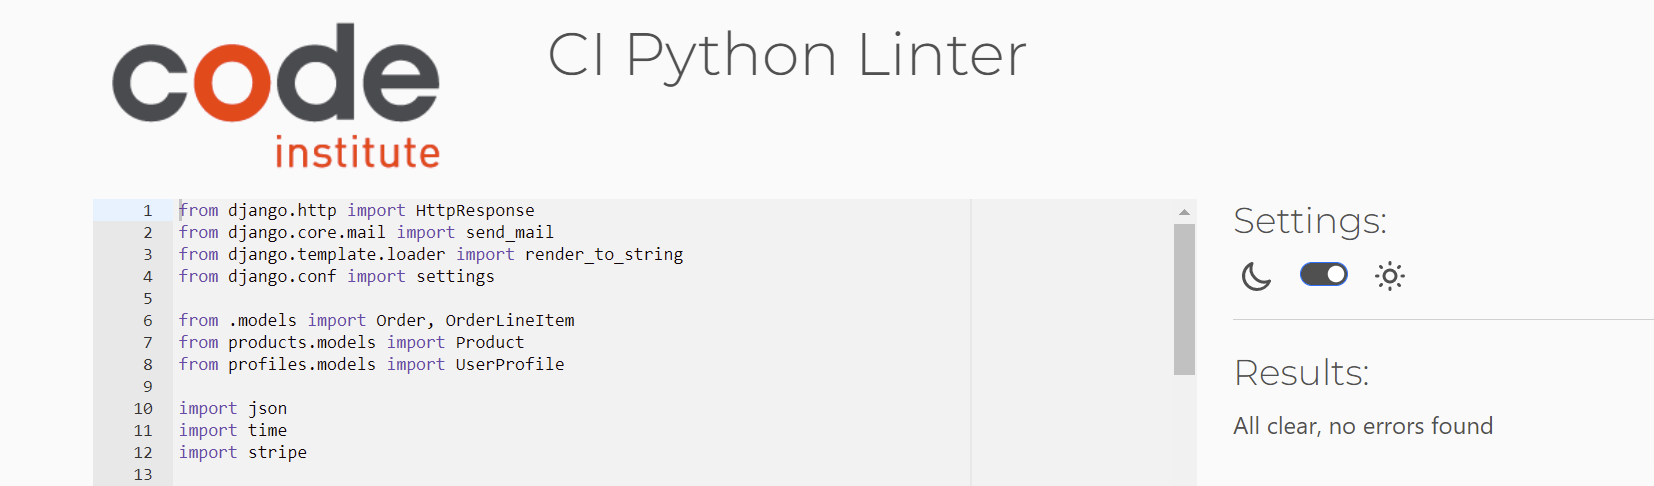 code
institute
CI Python Linter
1 from django.http import HttpResponse
2 from django.core.mail import send_mail
3 from django.template.loader import render_to_string
4 from django.conf import settings
5
6 from .models import Order, OrderLineItem
7 from products.models import Product
8 from profiles.models import UserProfile
9
10 import json
11 import time
12 import stripe
13
Settings:
Results:
All clear, no errors found